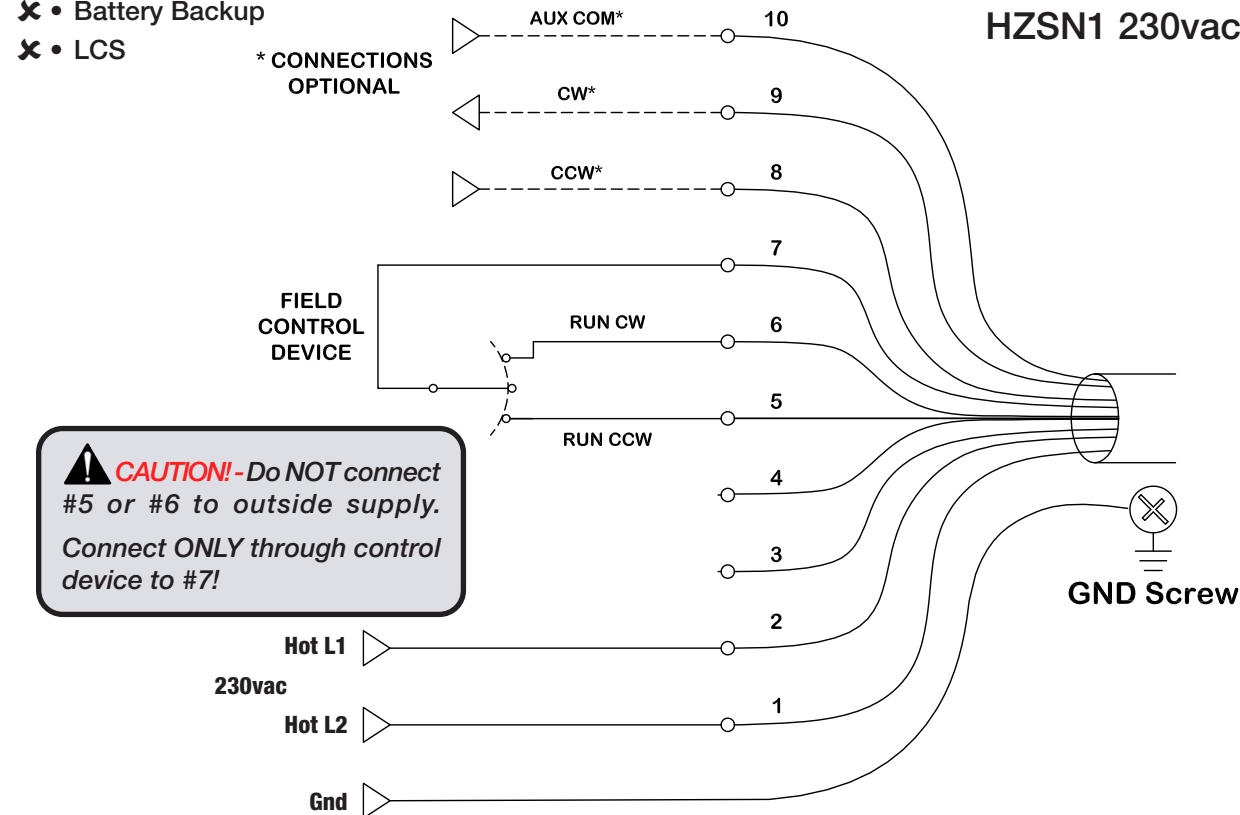 ✘ • Battery Backup
✘ • LCS
* CONNECTIONS
OPTIONAL
HZSN1 230vac
AUX COM*
10
CW*
9
CCW*
8
7
FIELD
CONTROL
DEVICE
RUN CW
6
RUN CCW
5
CAUTION! - Do NOT connect
#5 or #6 to outside supply.
Connect ONLY through control
device to #7!
4
3
GND Screw
Hot L1
2
230vac
Hot L2
1
Gnd